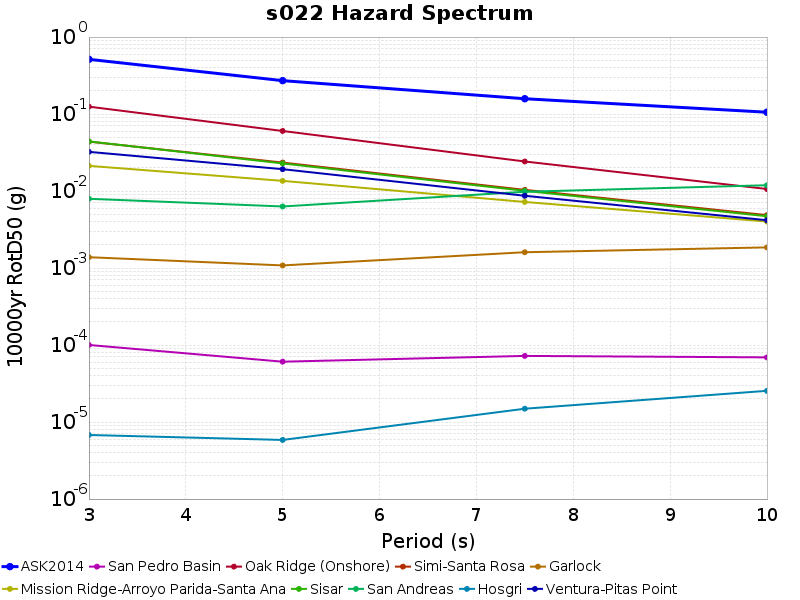 s022 Hazard Spectrum
10^0
10^-1
10^-2
10^-3
10^-4
10^-5
10^-6
10000yr RotD50 (g)
3 4 5 6 7 8 9 10
Period (s)
ASK2014 San Pedro Basin Oak Ridge (Onshore) Simi-Santa Rosa Garlock
Mission Ridge-Arroyo Parida-Santa Ana Sisar San Andreas Hosgri Ventura-Pitas Point